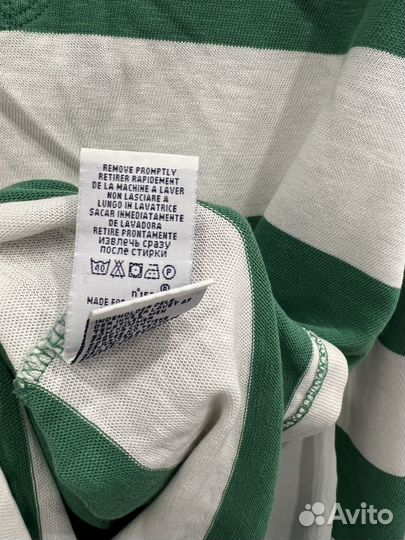 REMOVE PROMPTLY
RETIRER RAPIDEMENT
DE LA MACHINE A LAVER
NON LASCIARE A
LUNGO IN LAVATRICE
SACAR INMEDIATAMENTE
DE LAVADORA
RETIRE PRONTAMENTE
ИЗВЛЕЧЬ СРАЗУ
ПОСЛЕ СТИРКИ
40 P
MADE FOR
Avito